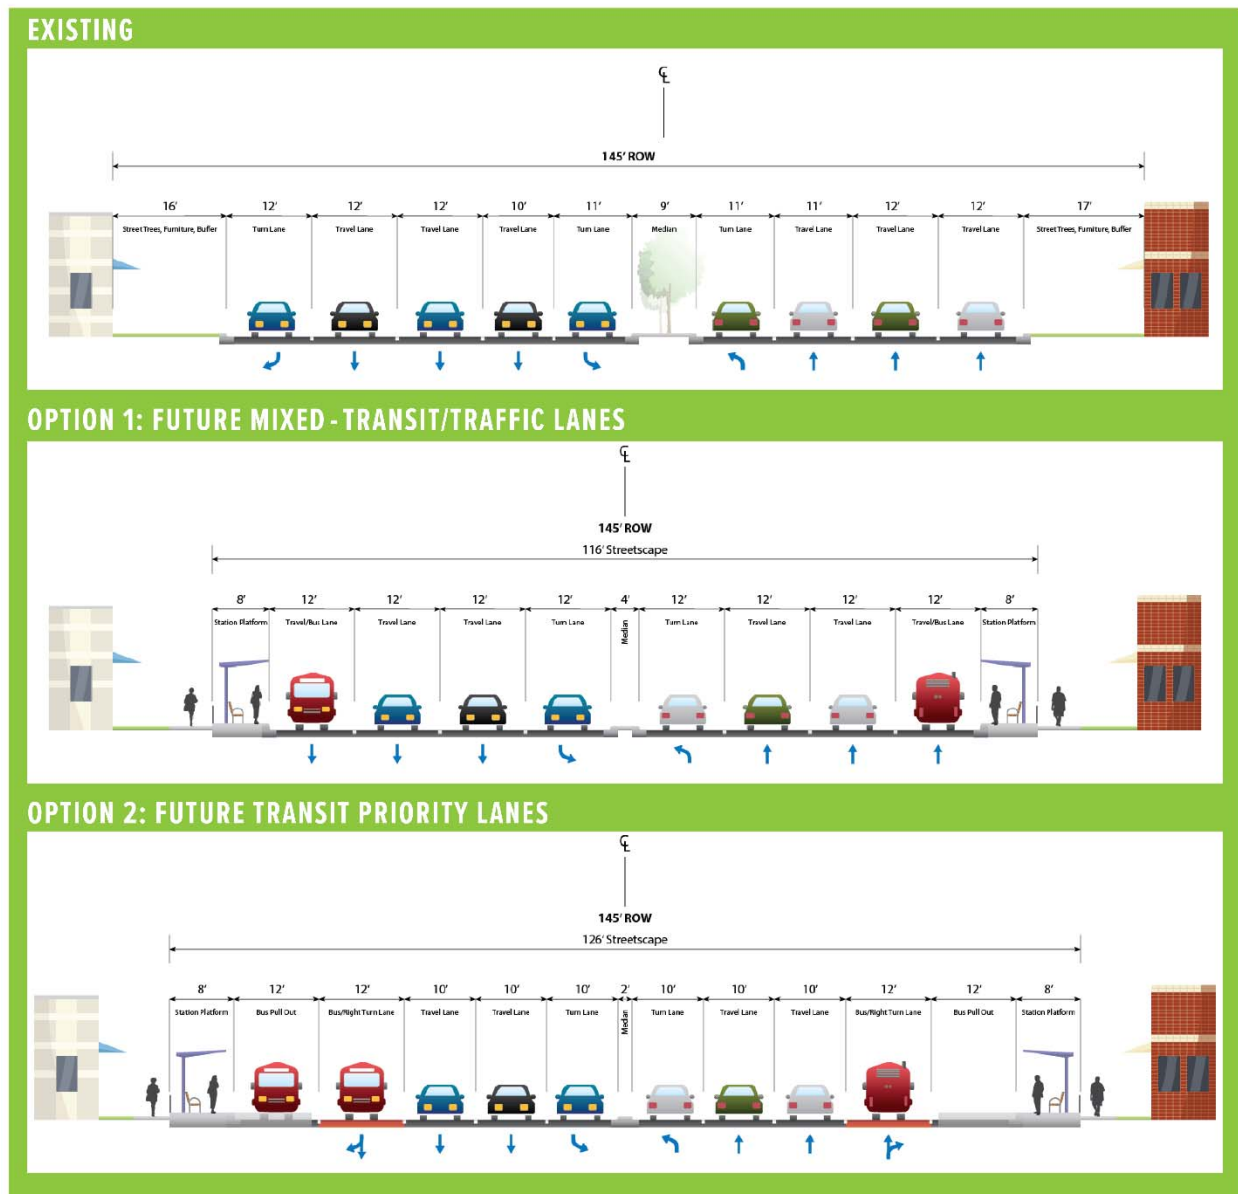 EXISTING
℄
145' ROW
16' 12' 12' 12' 10' 11' 9' 11' 11' 12' 12' 17'
Street Trees, Furniture, Buffer Turn Lane Travel Lane Travel Lane Travel Lane Turn Lane Median Turn Lane Travel Lane Travel Lane Travel Lane Street Trees, Furniture, Buffer
OPTION 1: FUTURE MIXED - TRANSIT/TRAFFIC LANES
℄
145' ROW
116' Streetscape
8' 12' 12' 12' 12' 4' 12' 12' 12' 12' 8'
Station Platform Travel/Bus Lane Travel Lane Travel Lane Turn Lane Median Turn Lane Travel Lane Travel Lane Travel/Bus Lane Station Platform
OPTION 2: FUTURE TRANSIT PRIORITY LANES
℄
145' ROW
126' Streetscape
8' 12' 12' 10' 10' 10' 2' 10' 10' 10' 12' 12' 8'
Station Platform Bus Pull Out Bus/Right Turn Lane Travel Lane Travel Lane Turn Lane Median Turn Lane Travel Lane Travel Lane Bus/Right Turn Lane Bus Pull Out Station Platform